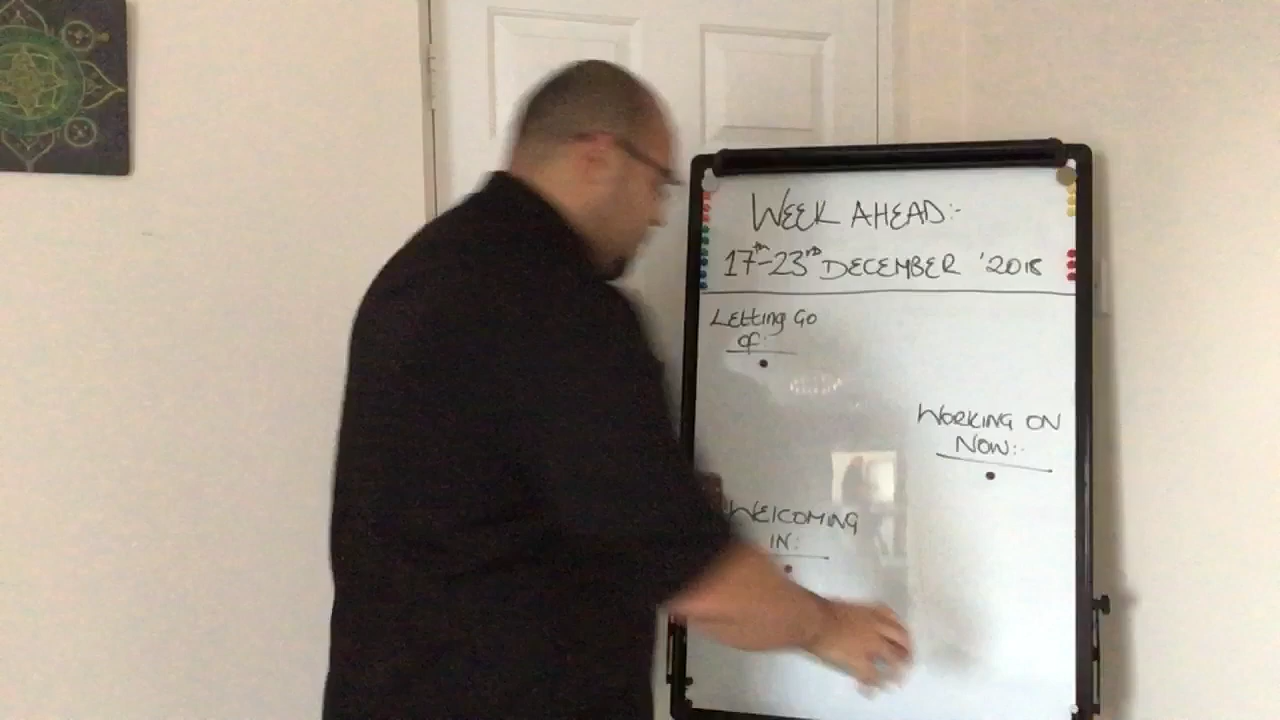 WEEK AHEAD:-
17th-23rd DECEMBER '2018
LETTING GO
OF:
WORKING ON
NOW:-
WELCOMING
IN: